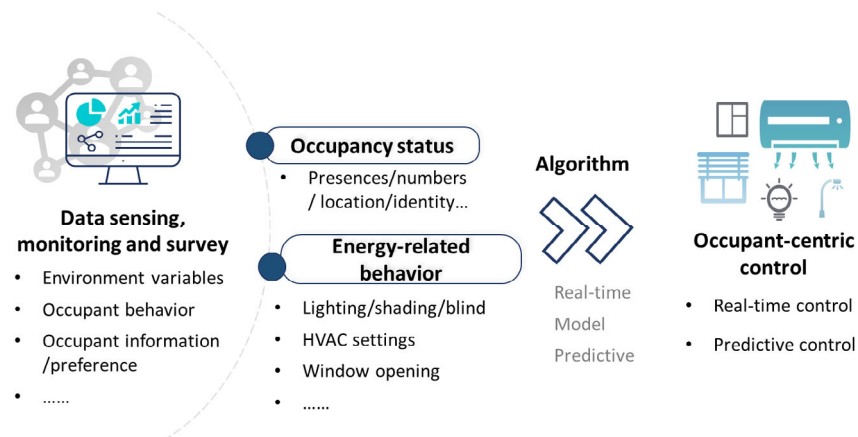 Data sensing,
monitoring and survey
• Environment variables
• Occupant behavior
• Occupant information
/preference
• ......
Occupancy status
• Presences/numbers
/ location/identity...
Energy-related
behavior
• Lighting/shading/blind
• HVAC settings
• Window opening
• ......
Algorithm
Real-time
Model
Predictive
Occupant-centric
control
• Real-time control
• Predictive control